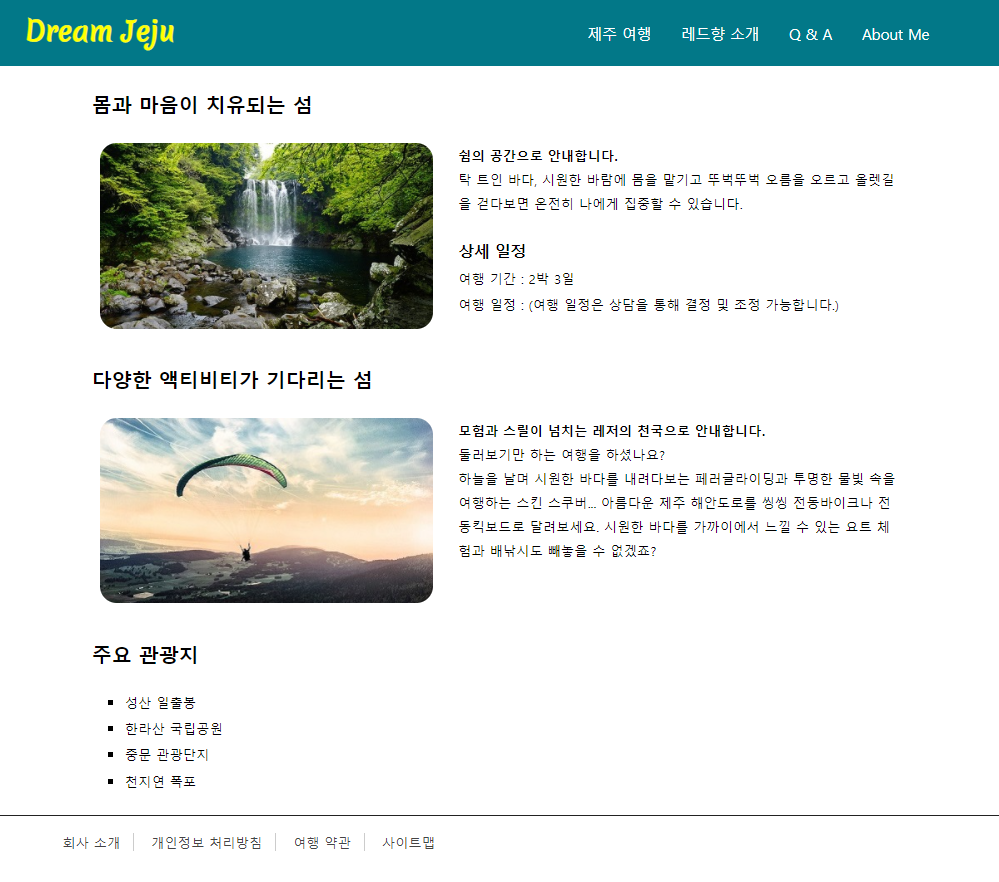 Dream Jeju
제주 여행 레드향 소개 Q & A About Me
몸과 마음이 치유되는 섬
쉼의 공간으로 안내합니다.
탁 트인 바다, 시원한 바람에 몸을 맡기고 뚜벅뚜벅 오름을 오르고 올렛길
을 걷다보면 온전히 나에게 집중할 수 있습니다.
상세 일정
여행 기간 : 2박 3일
여행 일정 : (여행 일정은 상담을 통해 결정 및 조정 가능합니다.)
다양한 액티비티가 기다리는 섬
모험과 스릴이 넘치는 레저의 천국으로 안내합니다.
둘러보기만 하는 여행을 하셨나요?
하늘을 날며 시원한 바다를 내려다보는 페러글라이딩과 투명한 물빛 속을
여행하는 스킨 스쿠버... 아름다운 제주 해안도로를 씽씽 전동바이크나 전
동킥보드로 달려보세요. 시원한 바다를 가까이에서 느낄 수 있는 요트 체
험과 배낚시도 빼놓을 수 없겠죠?
주요 관광지
성산 일출봉
한라산 국립공원
중문 관광단지
천지연 폭포
회사 소개 개인정보 처리방침 여행 약관 사이트맵